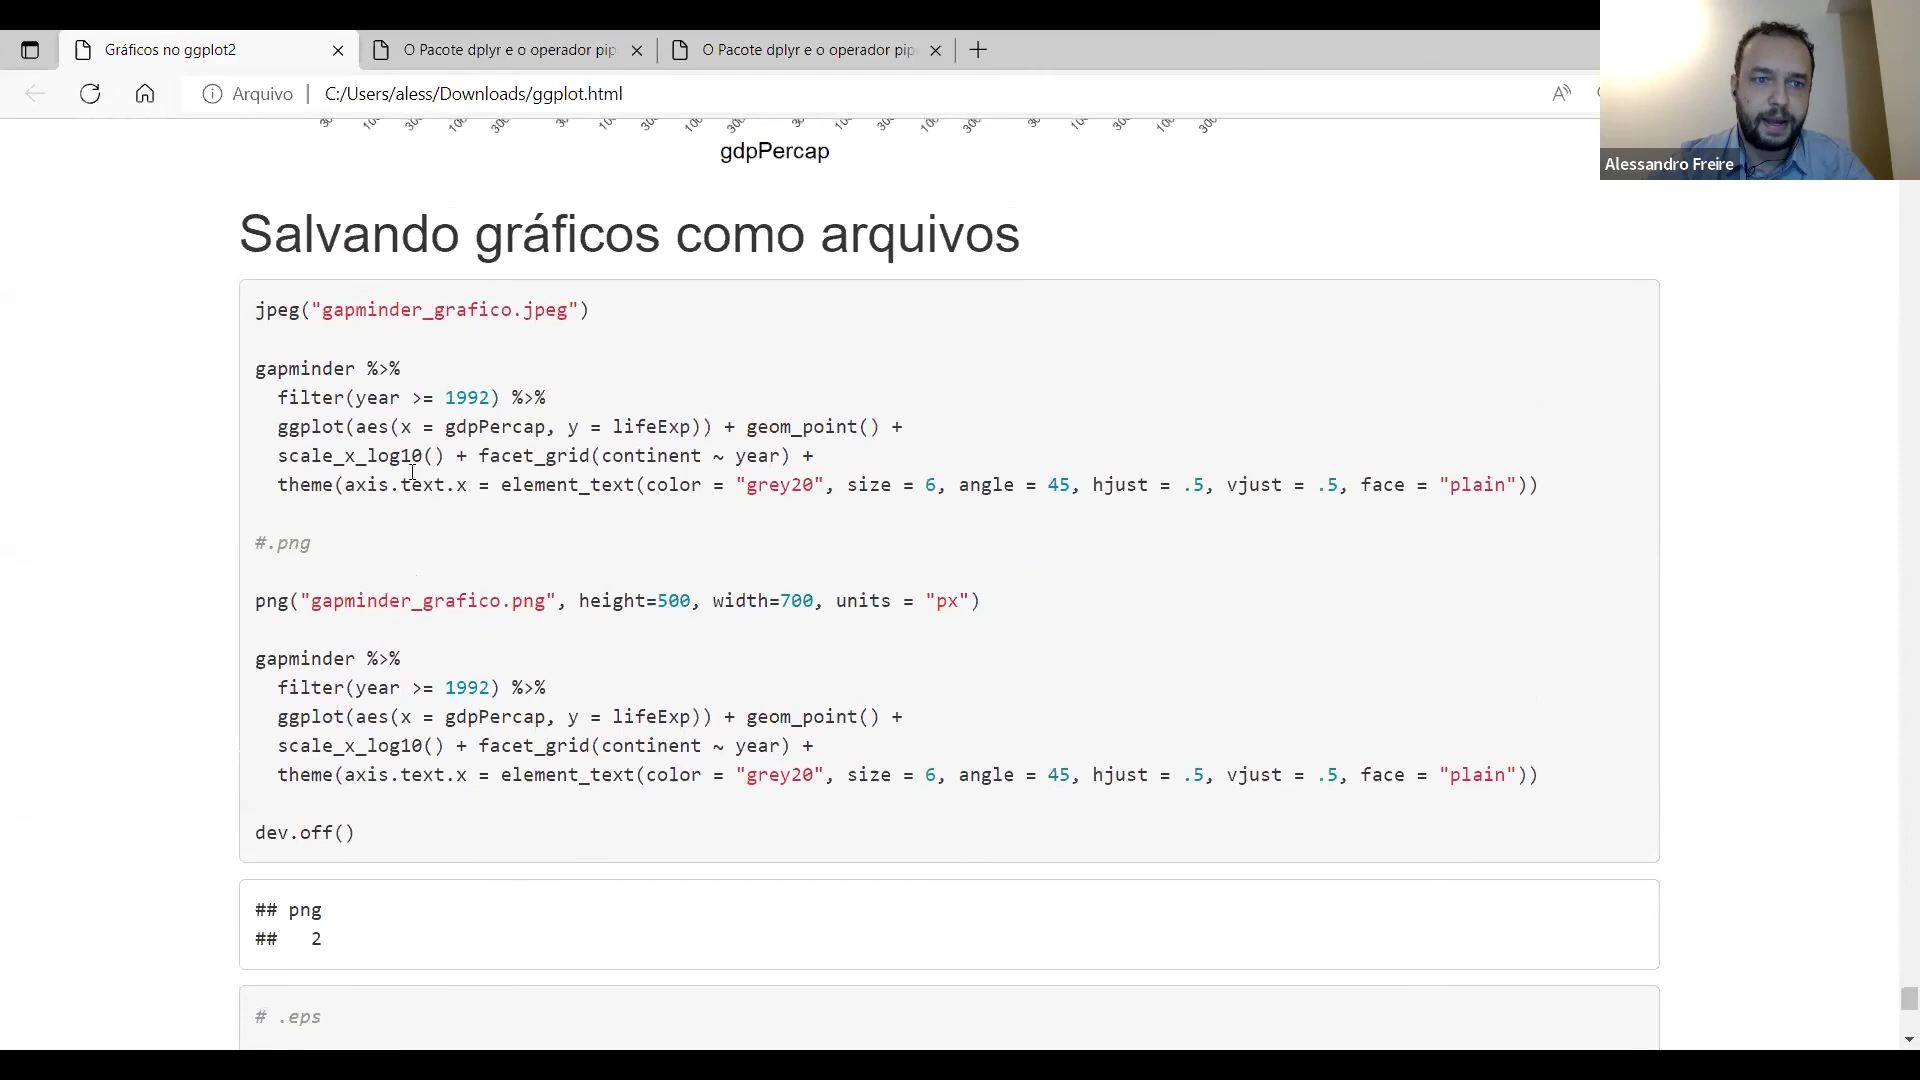 Gráficos no ggplot2
O Pacote dplyr e o operador pip
O Pacote dplyr e o operador pip
Arquivo
C:/Users/aless/Downloads/ggplot.html
Alessandro Freire
gdpPercap
Salvando gráficos como arquivos
jpeg("gapminder_grafico.jpeg")
gapminder %>%
filter(year >= 1992) %>%
ggplot(aes(x = gdpPercap, y = lifeExp)) + geom_point() +
scale_x_log10() + facet_grid(continent ~ year) +
theme(axis.text.x = element_text(color = "grey20", size = 6, angle = 45, hjust = .5, vjust = .5, face = "plain"))
#.png
png("gapminder_grafico.png", height=500, width=700, units = "px")
gapminder %>%
filter(year >= 1992) %>%
ggplot(aes(x = gdpPercap, y = lifeExp)) + geom_point() +
scale_x_log10() + facet_grid(continent ~ year) +
theme(axis.text.x = element_text(color = "grey20", size = 6, angle = 45, hjust = .5, vjust = .5, face = "plain"))
dev.off()
## png
## 2
# .eps